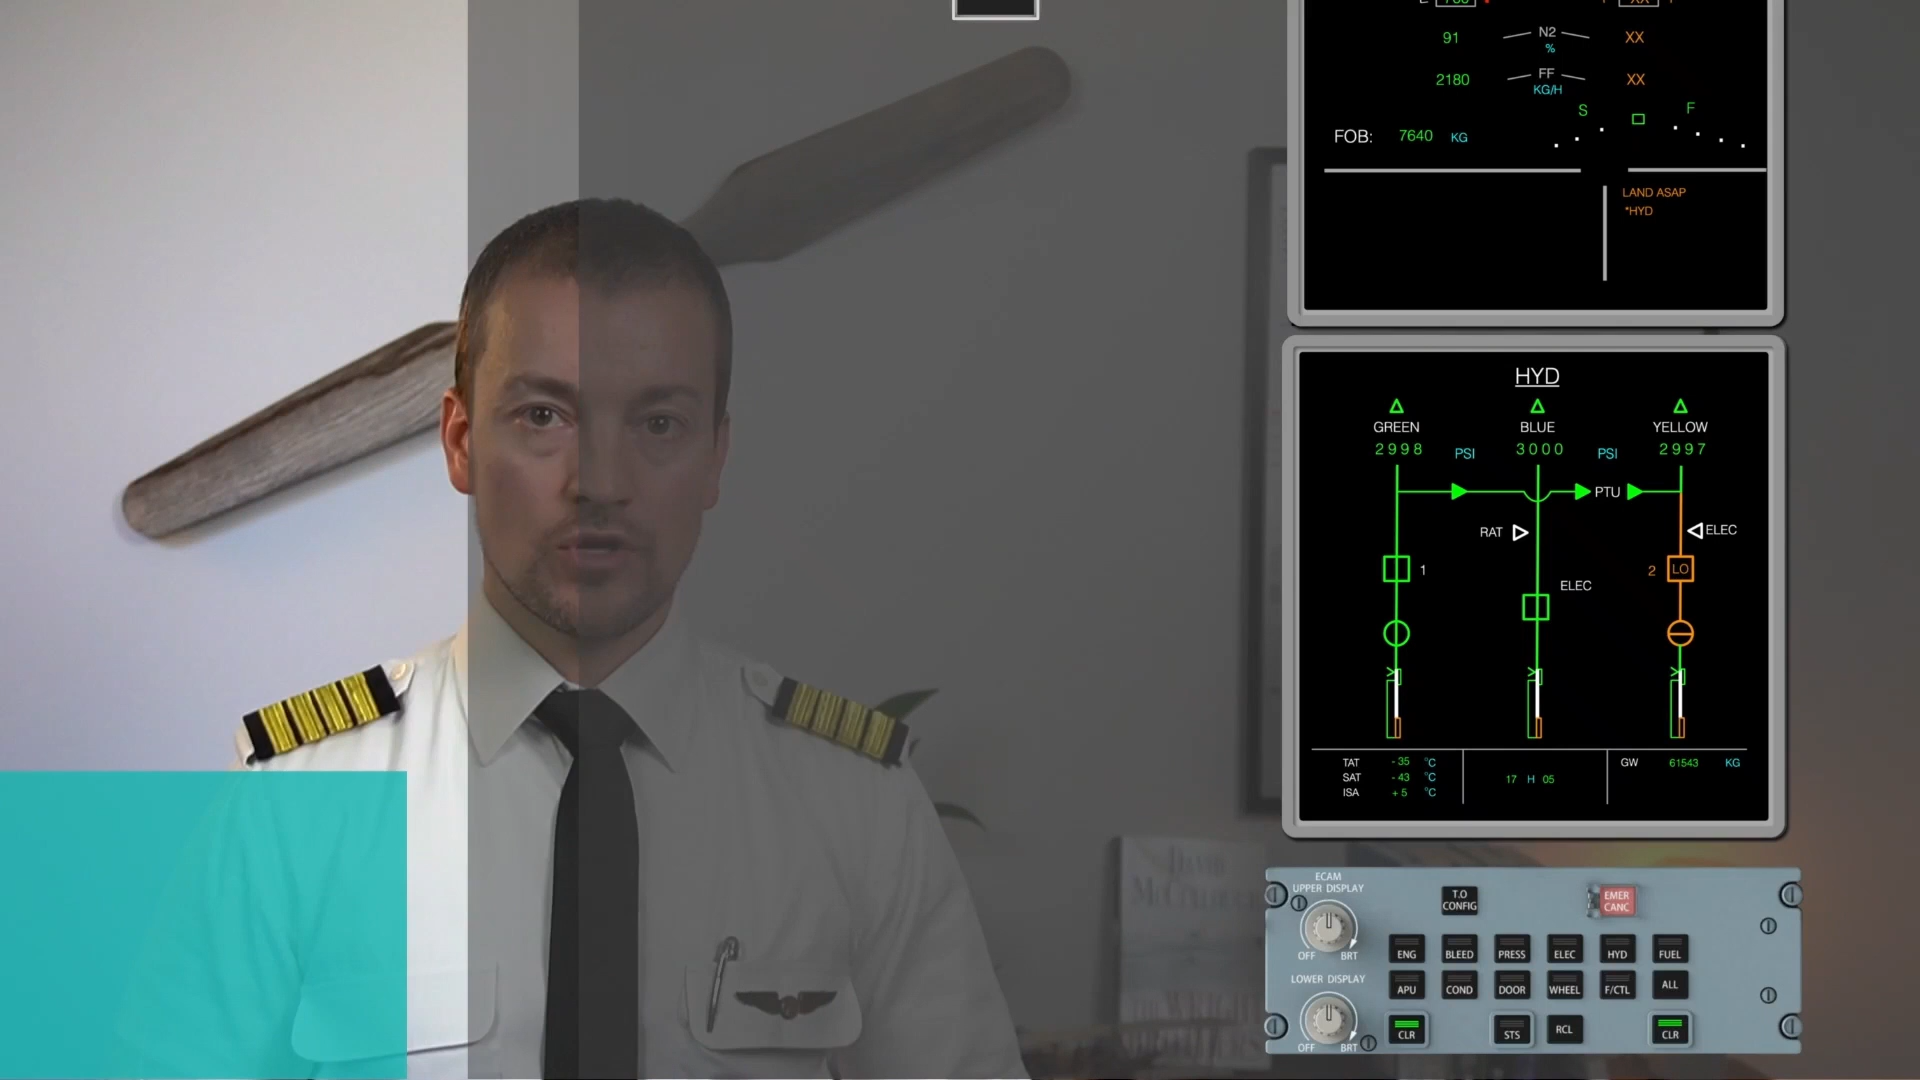 91 N2 XX
%
2180 FF XX
KG/H
S F
FOB: 7640 KG
LAND ASAP
*HYD
HYD
GREEN BLUE YELLOW
2998 PSI 3000 PSI 2997
PTU
RAT ELEC
1 2 LO
ELEC
TAT - 35 °C
SAT - 43 °C
ISA + 5 °C
17 H 05
GW 61543 KG
ECAM
UPPER DISPLAY
OFF BRT
T.O
CONFIG
EMER
CANC
ENG BLEED PRESS ELEC HYD FUEL
LOWER DISPLAY
APU COND DOOR WHEEL F/CTL ALL
OFF BRT
CLR STS RCL CLR